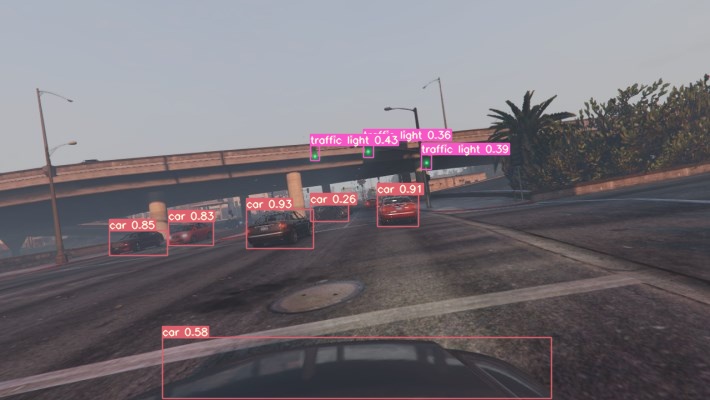 traffic light 0.43
traffic light 0.36
traffic light 0.39
car 0.91
car 0.26
car 0.93
car 0.83
car 0.85
car 0.58